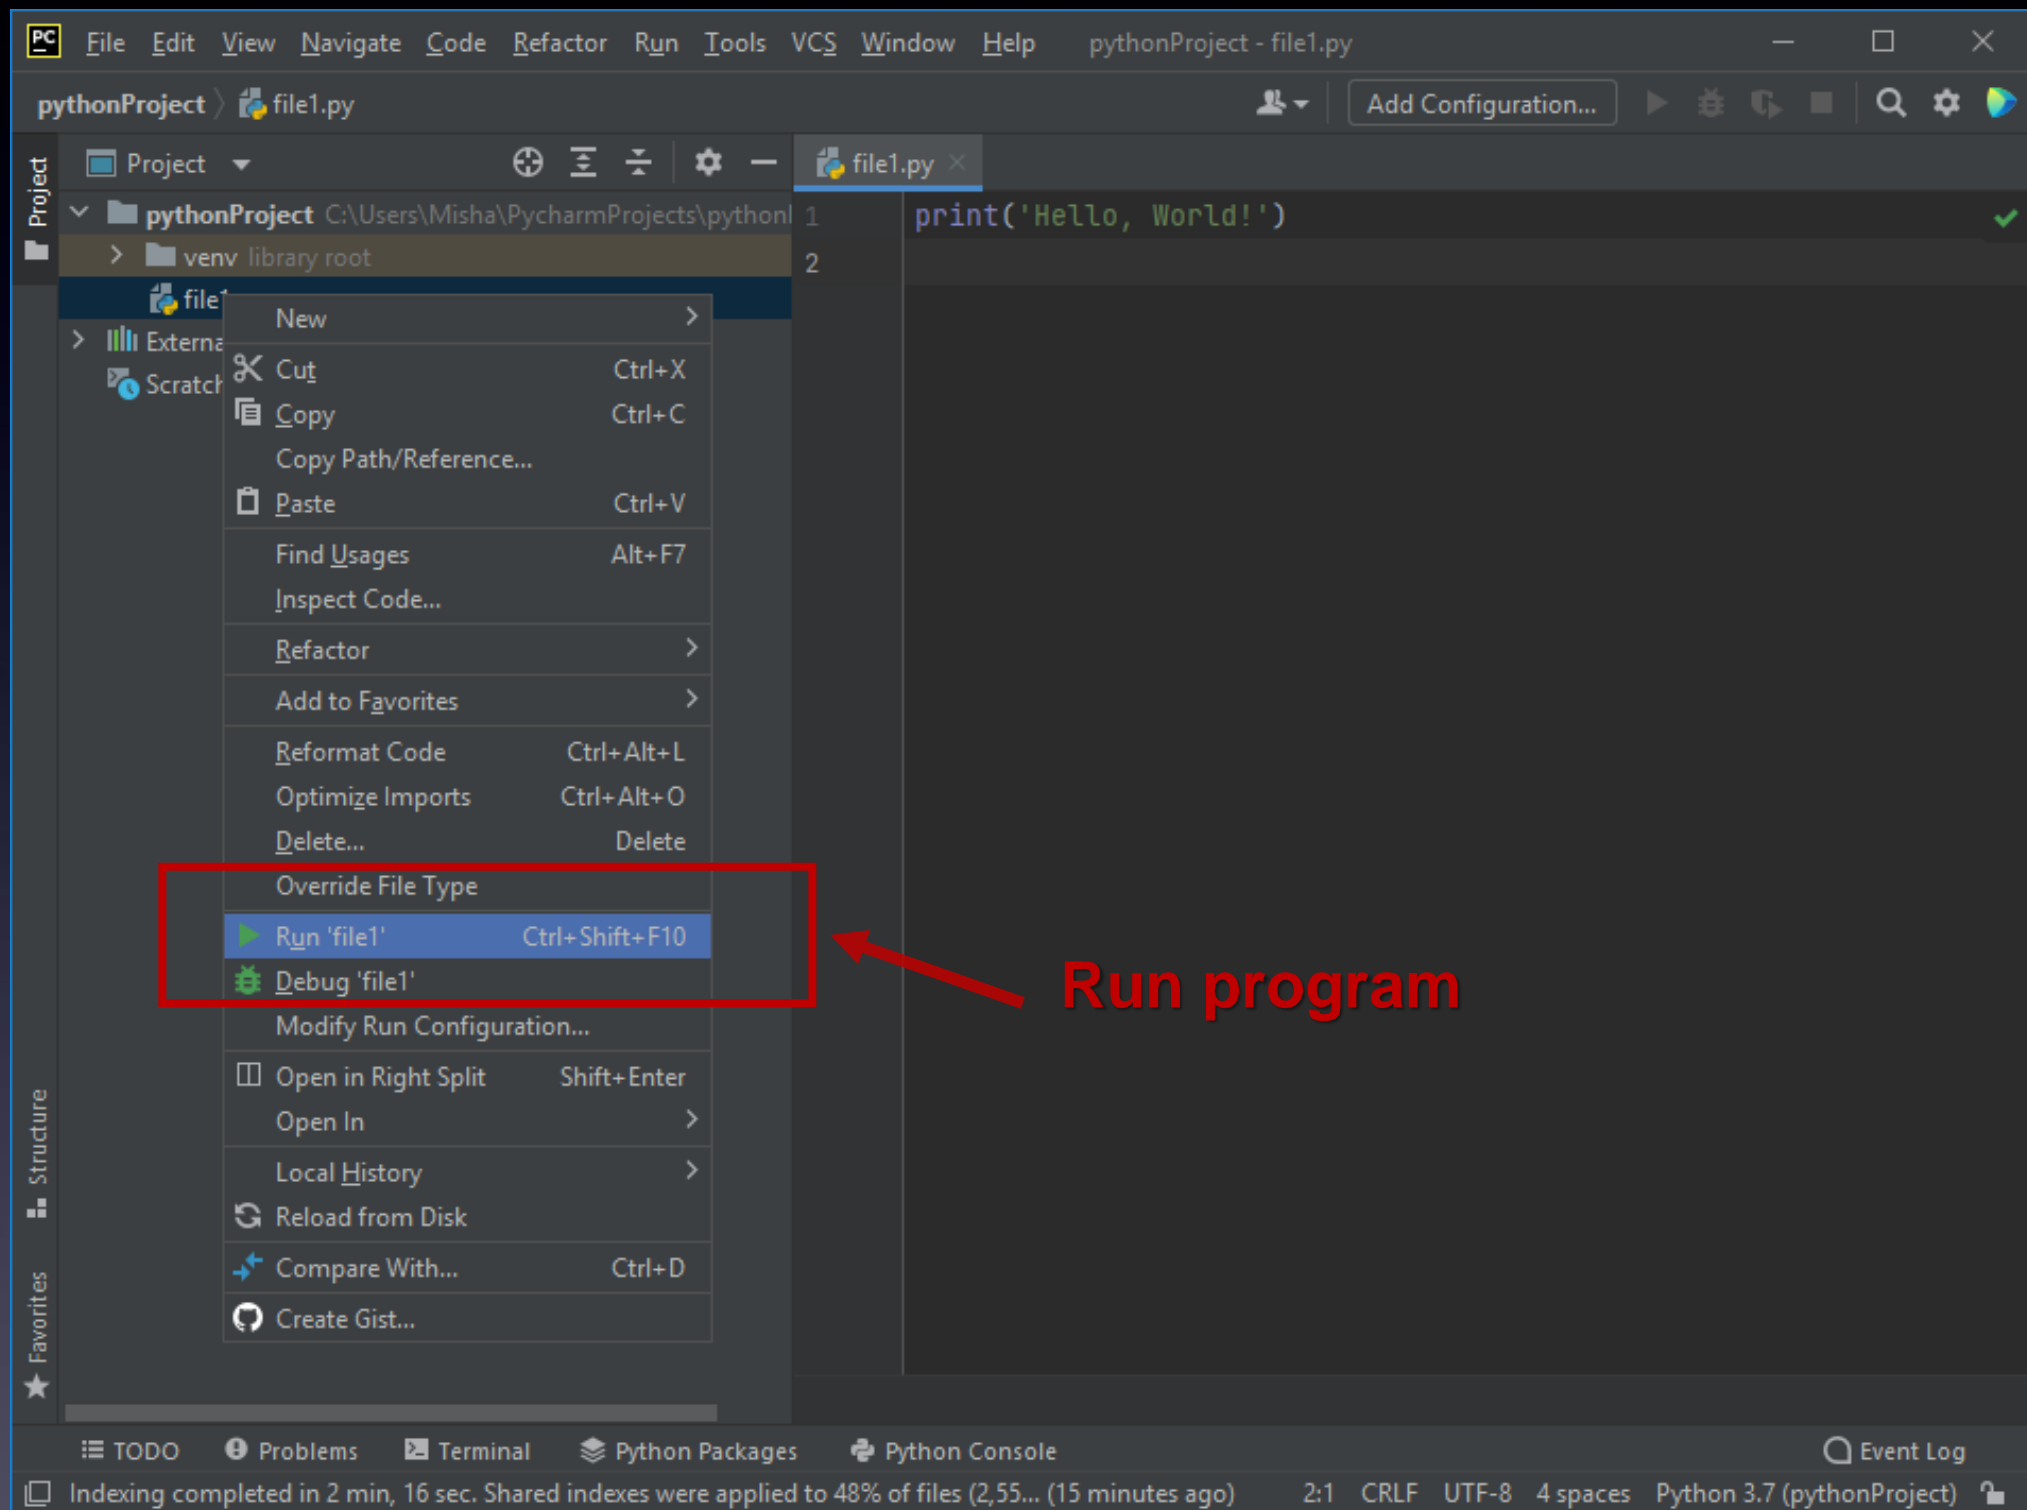 PC File Edit View Navigate Code Refactor Run Tools VCS Window Help pythonProject - file1.py
pythonProject file1.py Add Configuration...
Project
Project
file1.py
pythonProject C:\Users\Misha\PycharmProjects\python
venv library root
file1
Externa
Scratch
1 print('Hello, World!')
2
New
Cut Ctrl+X
Copy Ctrl+C
Copy Path/Reference...
Paste Ctrl+V
Find Usages Alt+F7
Inspect Code...
Refactor
Add to Favorites
Reformat Code Ctrl+Alt+L
Optimize Imports Ctrl+Alt+O
Delete... Delete
Override File Type
Run 'file1' Ctrl+Shift+F10
Debug 'file1'
Modify Run Configuration...
Open in Right Split Shift+Enter
Open In
Local History
Reload from Disk
Compare With... Ctrl+D
Create Gist...
Run program
Structure
Favorites
TODO Problems Terminal Python Packages Python Console Event Log
Indexing completed in 2 min, 16 sec. Shared indexes were applied to 48% of files (2,55... (15 minutes ago) 2:1 CRLF UTF-8 4 spaces Python 3.7 (pythonProject)